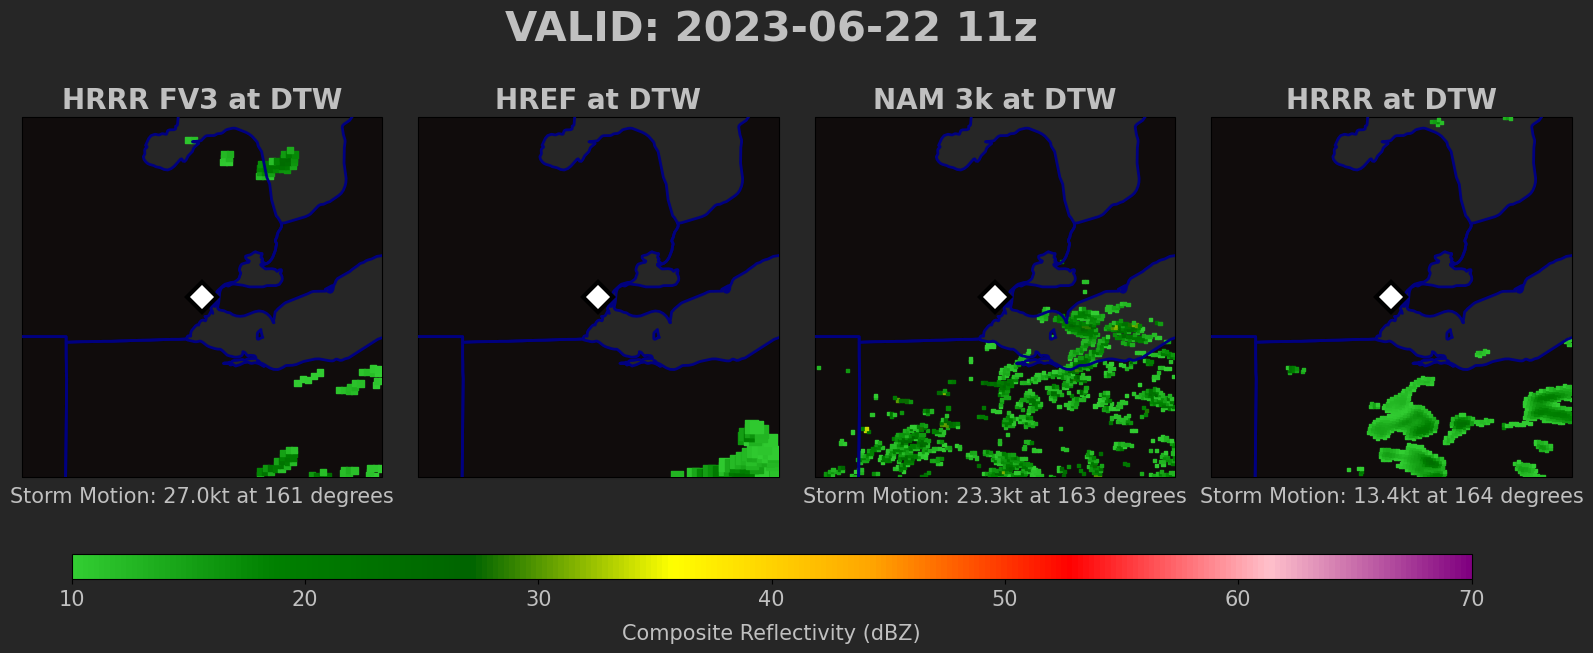 VALID: 2023-06-22 11z
HRRR FV3 at DTW
HREF at DTW
NAM 3k at DTW
HRRR at DTW
Storm Motion: 27.0kt at 161 degrees
Storm Motion: 23.3kt at 163 degrees
Storm Motion: 13.4kt at 164 degrees
10 20 30 40 50 60 70
Composite Reflectivity (dBZ)